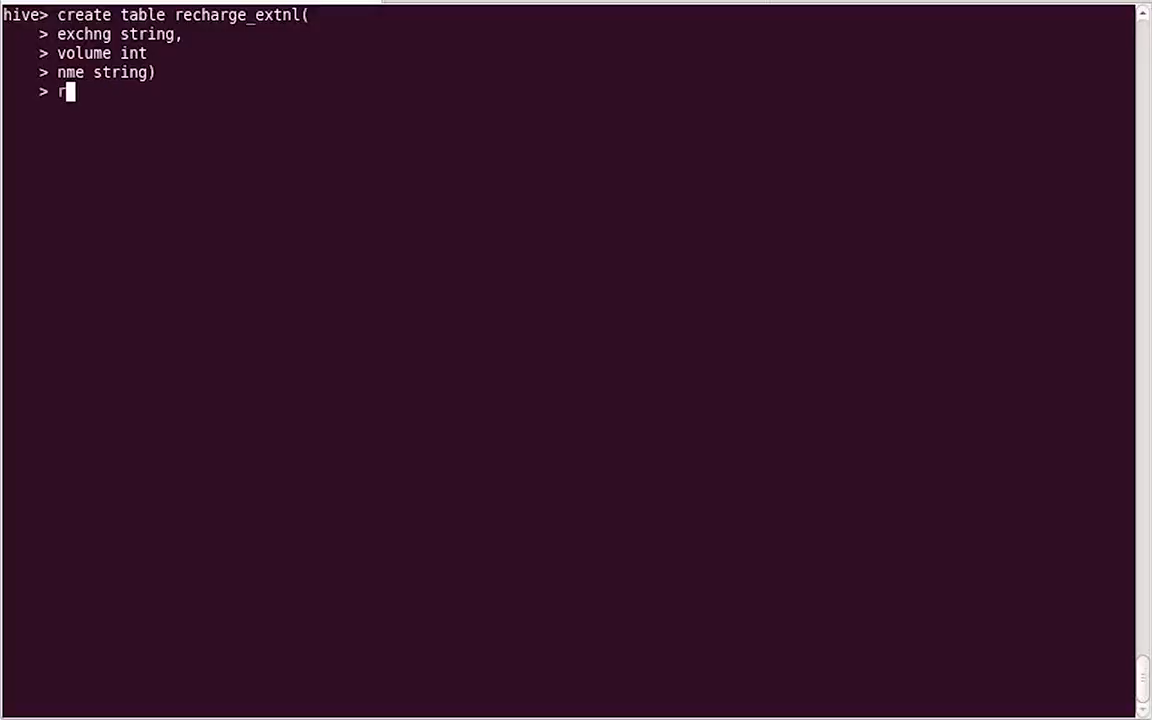 hive> create table recharge_extnl(
> exchng string,
> volume int
> nme string)
> r